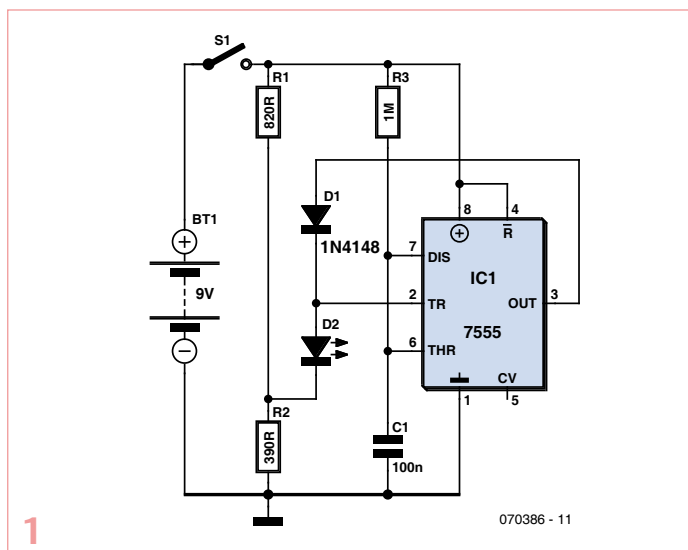 S1
R1
820R
R3
1M
D1
1N4148
BT1
9V
D2
R2
390R
C1
100n
8
4
R̅
7
DIS
IC1
2
TR
OUT
3
7555
6
THR
CV
1
5
070386 - 11
1